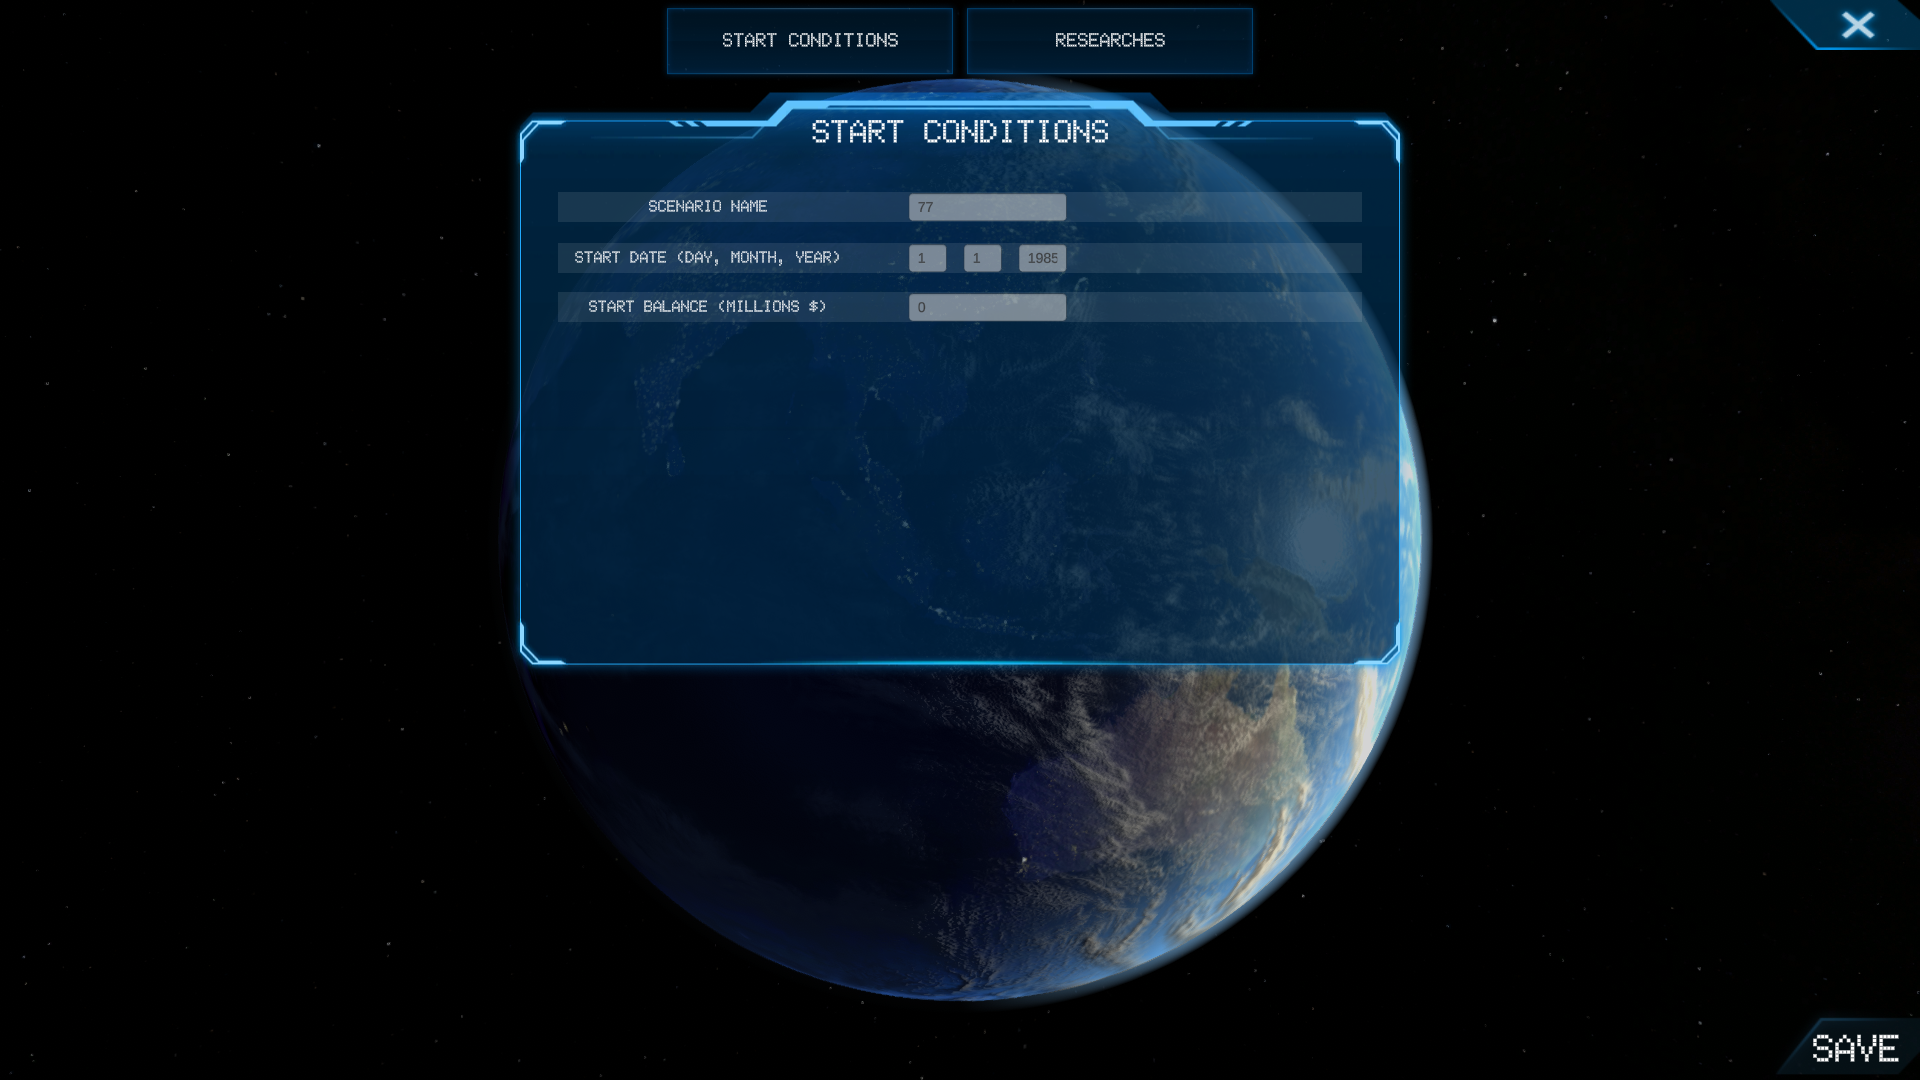 START CONDITIONS
RESEARCHES
START CONDITIONS
SCENARIO NAME 77
START DATE (DAY, MONTH, YEAR) 1 1 1985
START BALANCE (MILLIONS $) 0
SAVE